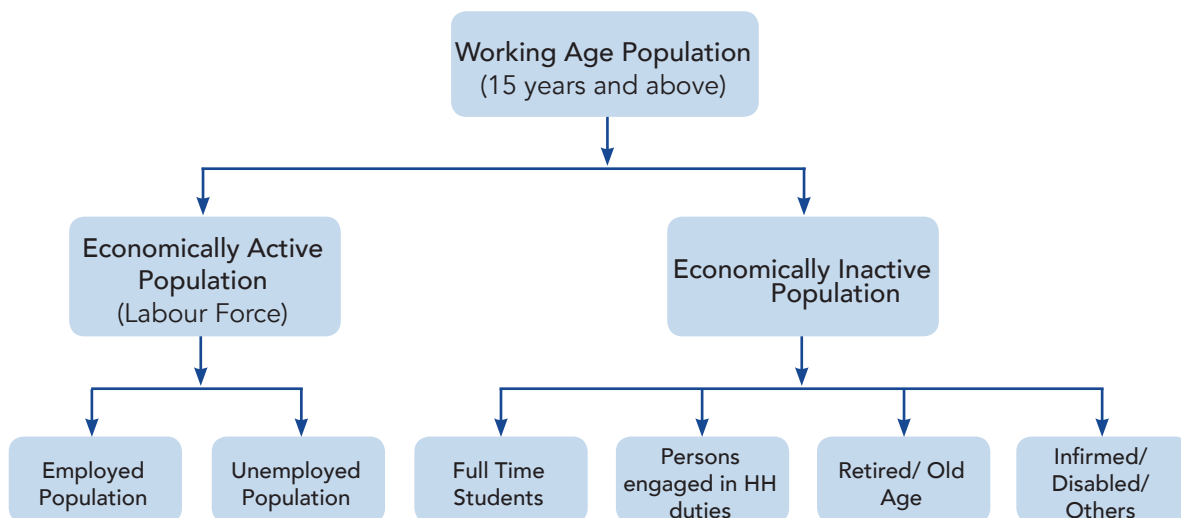 Working Age Population
(15 years and above)
Economically Active
Population
(Labour Force)
Economically Inactive
Population
Employed
Population
Unemployed
Population
Full Time
Students
Persons
engaged in HH
duties
Retired/ Old
Age
Infirmed/
Disabled/
Others